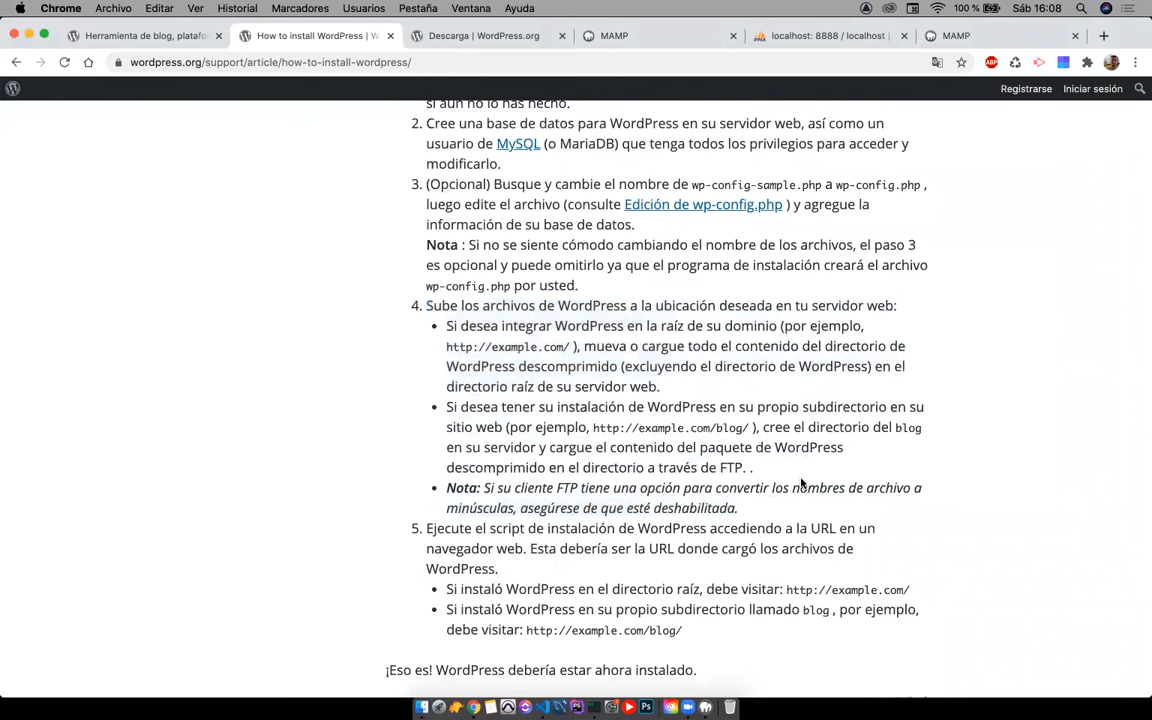 Chrome Archivo Editar Ver Historial Marcadores Usuarios Pestaña Ventana Ayuda 100 % Sáb 16:08
Herramienta de blog, platafo How to install WordPress | W Descarga | WordPress.org MAMP localhost: 8888 / localhost | MAMP
wordpress.org/support/article/how-to-install-wordpress/
Registrarse Iniciar sesión
si aún no lo has hecho.
2. Cree una base de datos para WordPress en su servidor web, así como un
usuario de MySQL (o MariaDB) que tenga todos los privilegios para acceder y
modificarlo.
3. (Opcional) Busque y cambie el nombre de wp-config-sample.php a wp-config.php ,
luego edite el archivo (consulte Edición de wp-config.php ) y agregue la
información de su base de datos.
Nota : Si no se siente cómodo cambiando el nombre de los archivos, el paso 3
es opcional y puede omitirlo ya que el programa de instalación creará el archivo
wp-config.php por usted.
4. Sube los archivos de WordPress a la ubicación deseada en tu servidor web:
• Si desea integrar WordPress en la raíz de su dominio (por ejemplo,
http://example.com/ ), mueva o cargue todo el contenido del directorio de
WordPress descomprimido (excluyendo el directorio de WordPress) en el
directorio raíz de su servidor web.
• Si desea tener su instalación de WordPress en su propio subdirectorio en su
sitio web (por ejemplo, http://example.com/blog/ ), cree el directorio del blog
en su servidor y cargue el contenido del paquete de WordPress
descomprimido en el directorio a través de FTP. .
• Nota: Si su cliente FTP tiene una opción para convertir los nombres de archivo a
minúsculas, asegúrese de que esté deshabilitada.
5. Ejecute el script de instalación de WordPress accediendo a la URL en un
navegador web. Esta debería ser la URL donde cargó los archivos de
WordPress.
• Si instaló WordPress en el directorio raíz, debe visitar: http://example.com/
• Si instaló WordPress en su propio subdirectorio llamado blog , por ejemplo,
debe visitar: http://example.com/blog/
¡Eso es! WordPress debería estar ahora instalado.